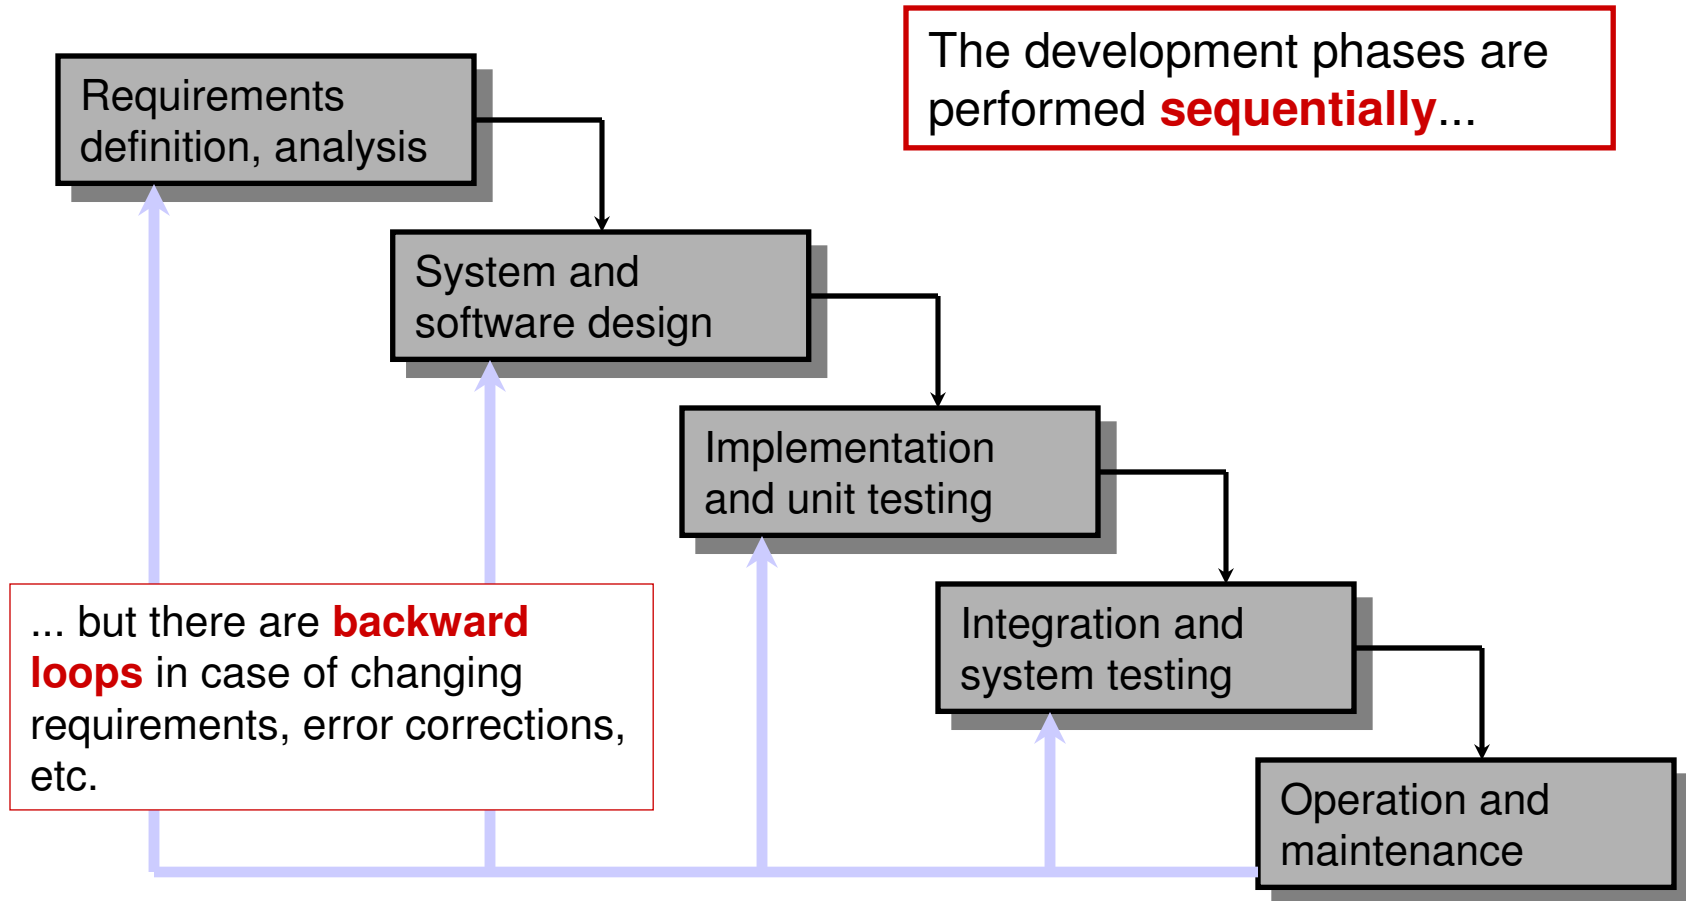 The development phases are
performed sequentially...
Requirements
definition, analysis
System and
software design
Implementation
and unit testing
... but there are backward
loops in case of changing
requirements, error corrections,
etc.
Integration and
system testing
Operation and
maintenance